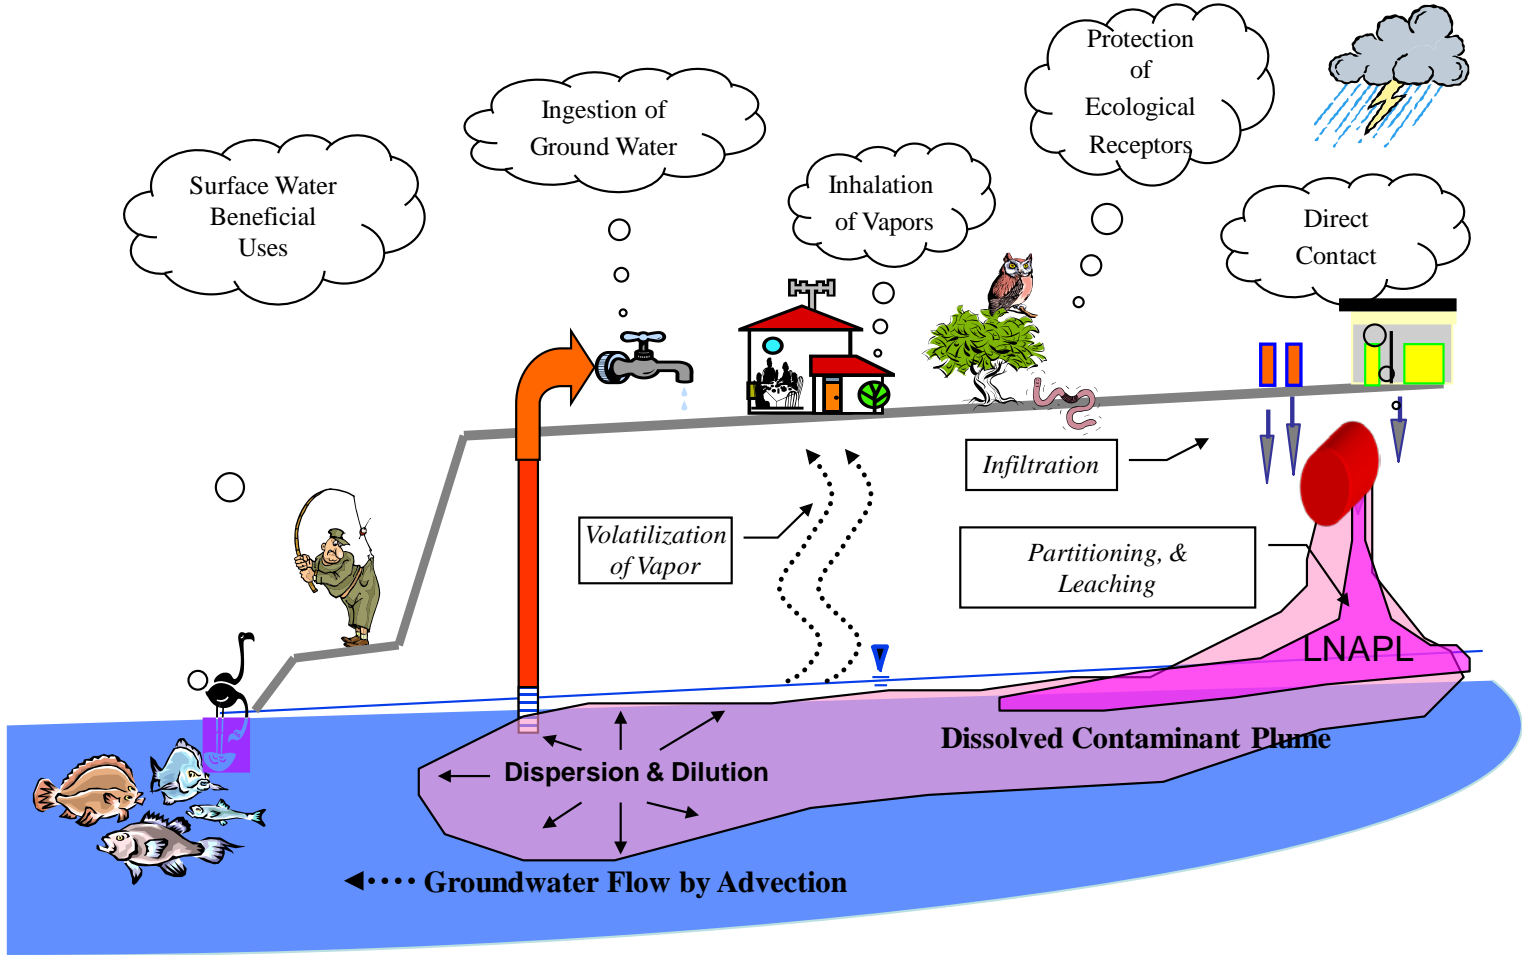 Protection
of
Ecological
Receptors
Ingestion of
Ground Water
Surface Water
Beneficial
Uses
Inhalation
of Vapors
Direct
Contact
Infiltration
Volatilization
of Vapor
Partitioning, &
Leaching
LNAPL
Dissolved Contaminant Plume
Dispersion & Dilution
Groundwater Flow by Advection